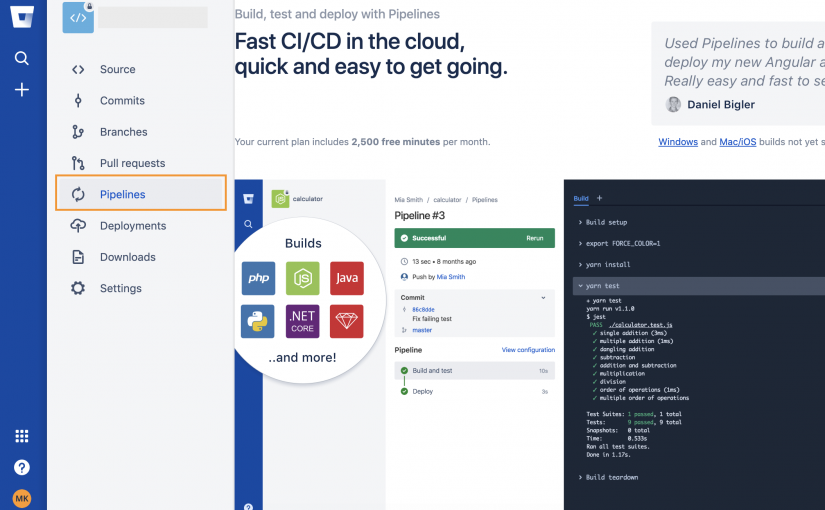 </>
Source
Commits
Branches
Pull requests
Pipelines
Deployments
Downloads
Settings
MK
Build, test and deploy with Pipelines
Fast CI/CD in the cloud,
quick and easy to get going.
Your current plan includes 2,500 free minutes per month.
Used Pipelines to build a
deploy my new Angular a
Really easy and fast to se
Daniel Bigler
Windows and Mac/iOS builds not yet s
calculator
Builds
php
JS
Java
.NET
CORE
..and more!
Mia Smith / calculator / Pipelines
Pipeline #3
Successful
Rerun
13 sec • 8 months ago
Push by Mia Smith
Commit
86c8dde
Fix failing test
master
Pipeline
View configuration
Build and test
10s
Deploy
3s
Build +
> Build setup
> export FORCE_COLOR=1
> yarn install
yarn test
+ yarn test
yarn run v1.1.0
$ jest
PASS ./calculator.test.js
✓ single addition (3ms)
✓ multiple addition (1ms)
✓ dangling addition
✓ subtraction
✓ addition and subtraction
✓ multiplication
✓ division
✓ order of operations (1ms)
✓ multiple order of operations
Test Suites: 1 passed, 1 total
Tests: 9 passed, 9 total
Snapshots: 0 total
Time: 0.533s
Ran all test suites.
Done in 1.17s.
> Build teardown